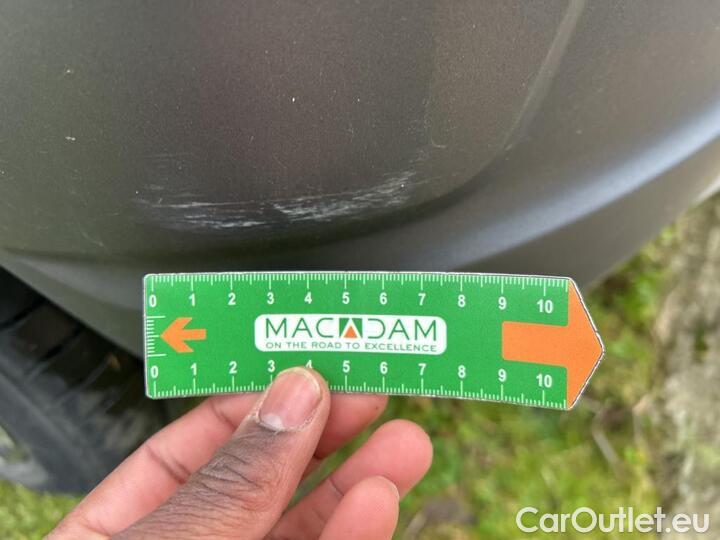 0 1 2 3 4 5 6 7 8 9 10
MACADAM
ON THE ROAD TO EXCELLENCE
0 1 2 3 4 5 6 7 8 9 10
CarOutlet.eu